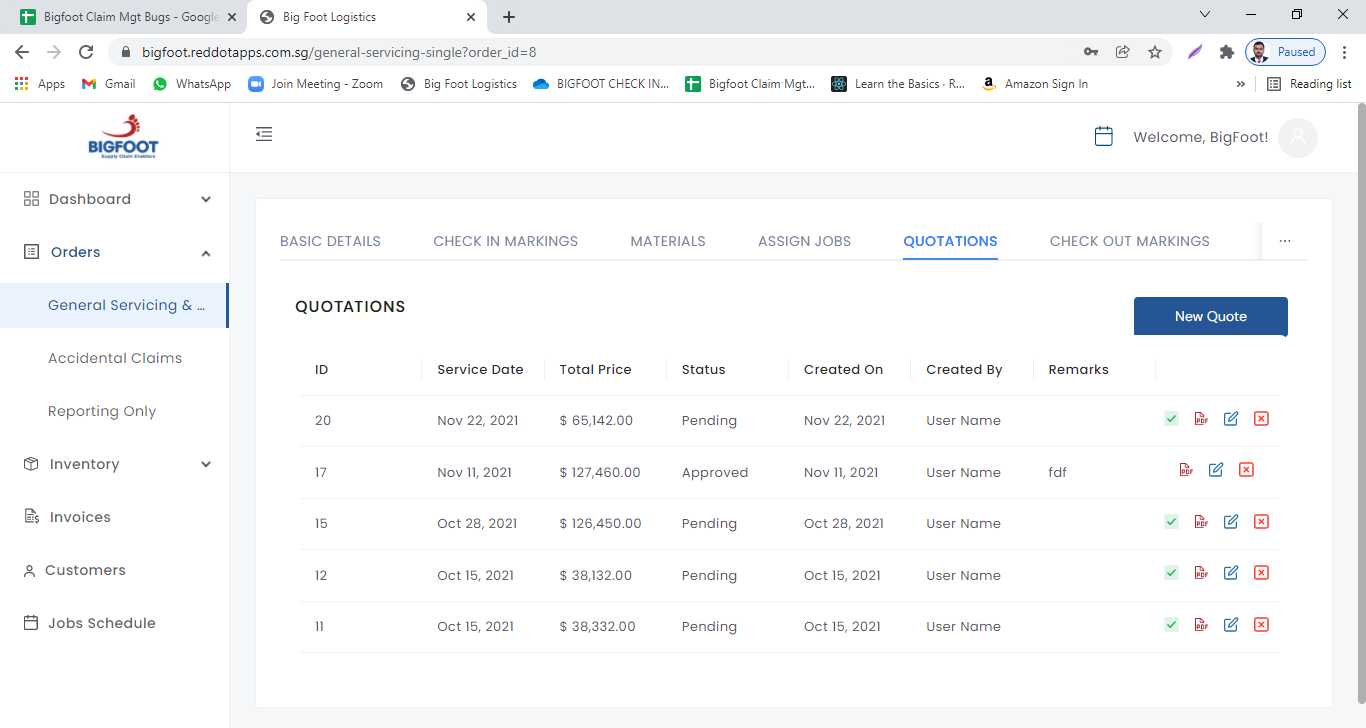 Bigfoot Claim Mgt Bugs - Google
Big Foot Logistics
bigfoot.reddotapps.com.sg/general-servicing-single?order_id=8
Paused
Apps
Gmail
WhatsApp
Join Meeting - Zoom
Big Foot Logistics
BIGFOOT CHECK IN...
Bigfoot Claim Mgt...
Learn the Basics · R...
Amazon Sign In
»
Reading list
BIGFOOT
Supply Chain Enablers
Welcome, BigFoot!
Dashboard
Orders
General Servicing & ...
Accidental Claims
Reporting Only
Inventory
Invoices
Customers
Jobs Schedule
BASIC DETAILS CHECK IN MARKINGS MATERIALS ASSIGN JOBS QUOTATIONS CHECK OUT MARKINGS ...
QUOTATIONS
New Quote
ID Service Date Total Price Status Created On Created By Remarks
20 Nov 22, 2021 $ 65,142.00 Pending Nov 22, 2021 User Name PDF
17 Nov 11, 2021 $ 127,460.00 Approved Nov 11, 2021 User Name fdf PDF
15 Oct 28, 2021 $ 126,450.00 Pending Oct 28, 2021 User Name PDF
12 Oct 15, 2021 $ 38,132.00 Pending Oct 15, 2021 User Name PDF
11 Oct 15, 2021 $ 38,332.00 Pending Oct 15, 2021 User Name PDF